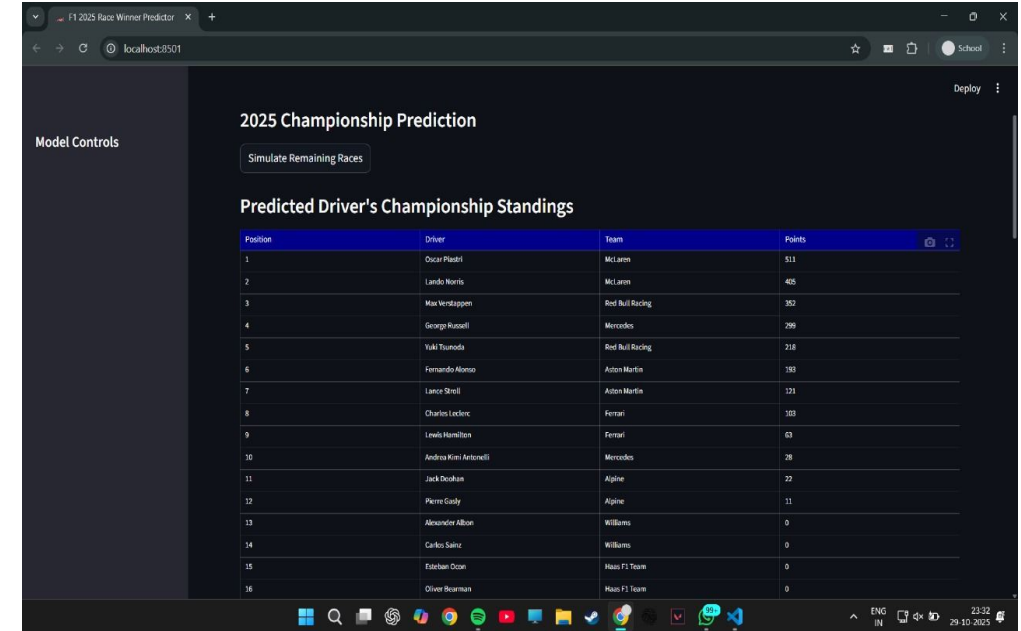 F1 2025 Race Winner Predictor
localhost:8501
School
Deploy
Model Controls
2025 Championship Prediction
Simulate Remaining Races
Predicted Driver's Championship Standings
Position Driver Team Points
1 Oscar Piastri McLaren 511
2 Lando Norris McLaren 405
3 Max Verstappen Red Bull Racing 352
4 George Russell Mercedes 299
5 Yuki Tsunoda Red Bull Racing 218
6 Fernando Alonso Aston Martin 193
7 Lance Stroll Aston Martin 121
8 Charles Leclerc Ferrari 103
9 Lewis Hamilton Ferrari 63
10 Andrea Kimi Antonelli Mercedes 28
11 Jack Doohan Alpine 22
12 Pierre Gasly Alpine 11
13 Alexander Albon Williams 0
14 Carlos Sainz Williams 0
15 Esteban Ocon Haas F1 Team 0
16 Oliver Bearman Haas F1 Team 0
99+
ENG 23:32
IN 29-10-2025